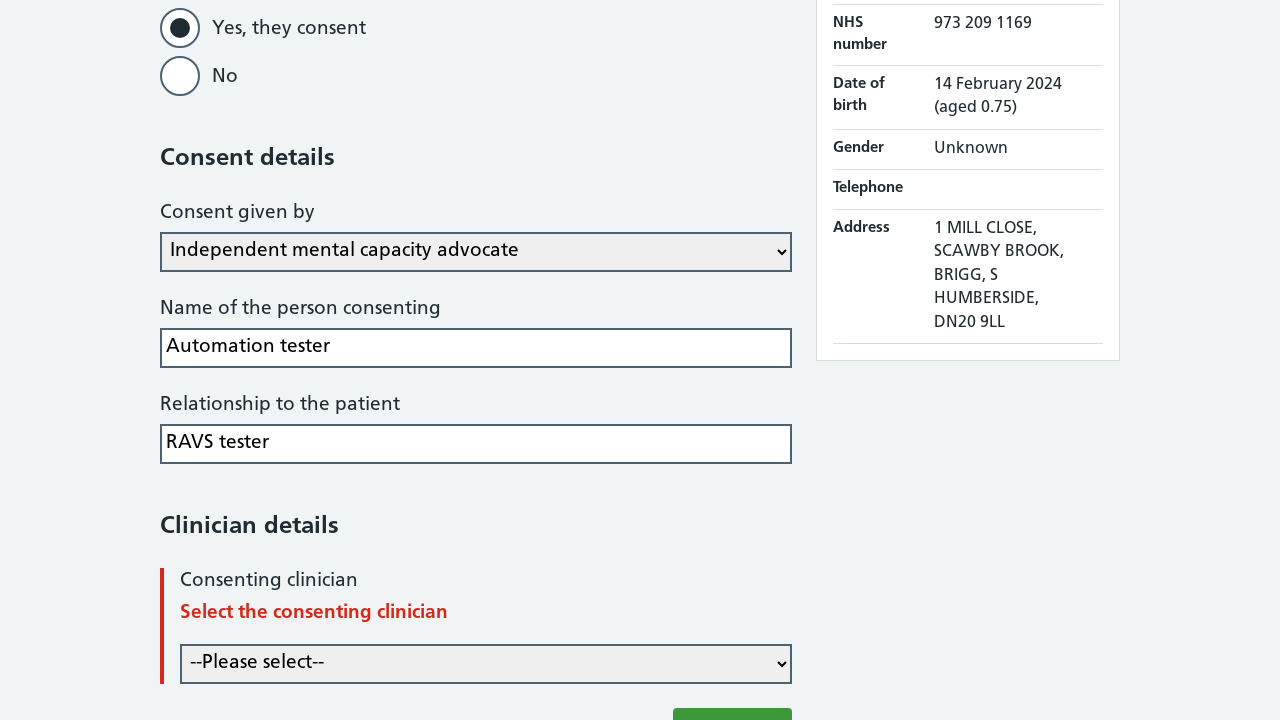 Yes, they consent
No
Consent details
Consent given by
Independent mental capacity advocate
Name of the person consenting
Automation tester
Relationship to the patient
RAVS tester
Clinician details
Consenting clinician
Select the consenting clinician
--Please select--
NHS number
973 209 1169
Date of birth
14 February 2024
(aged 0.75)
Gender
Unknown
Telephone
Address
1 MILL CLOSE,
SCAWBY BROOK,
BRIGG, S
HUMBERSIDE,
DN20 9LL